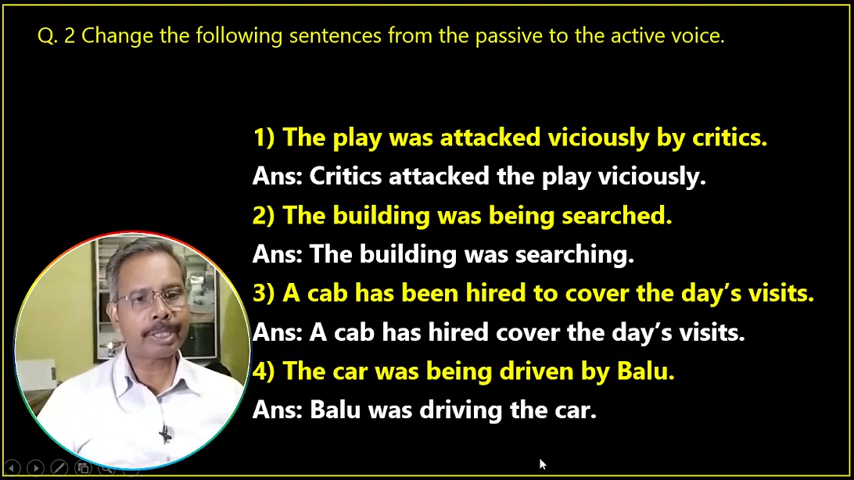 Q. 2 Change the following sentences from the passive to the active voice.
1) The play was attacked viciously by critics.
Ans: Critics attacked the play viciously.
2) The building was being searched.
Ans: The building was searching.
3) A cab has been hired to cover the day’s visits.
Ans: A cab has hired cover the day’s visits.
4) The car was being driven by Balu.
Ans: Balu was driving the car.